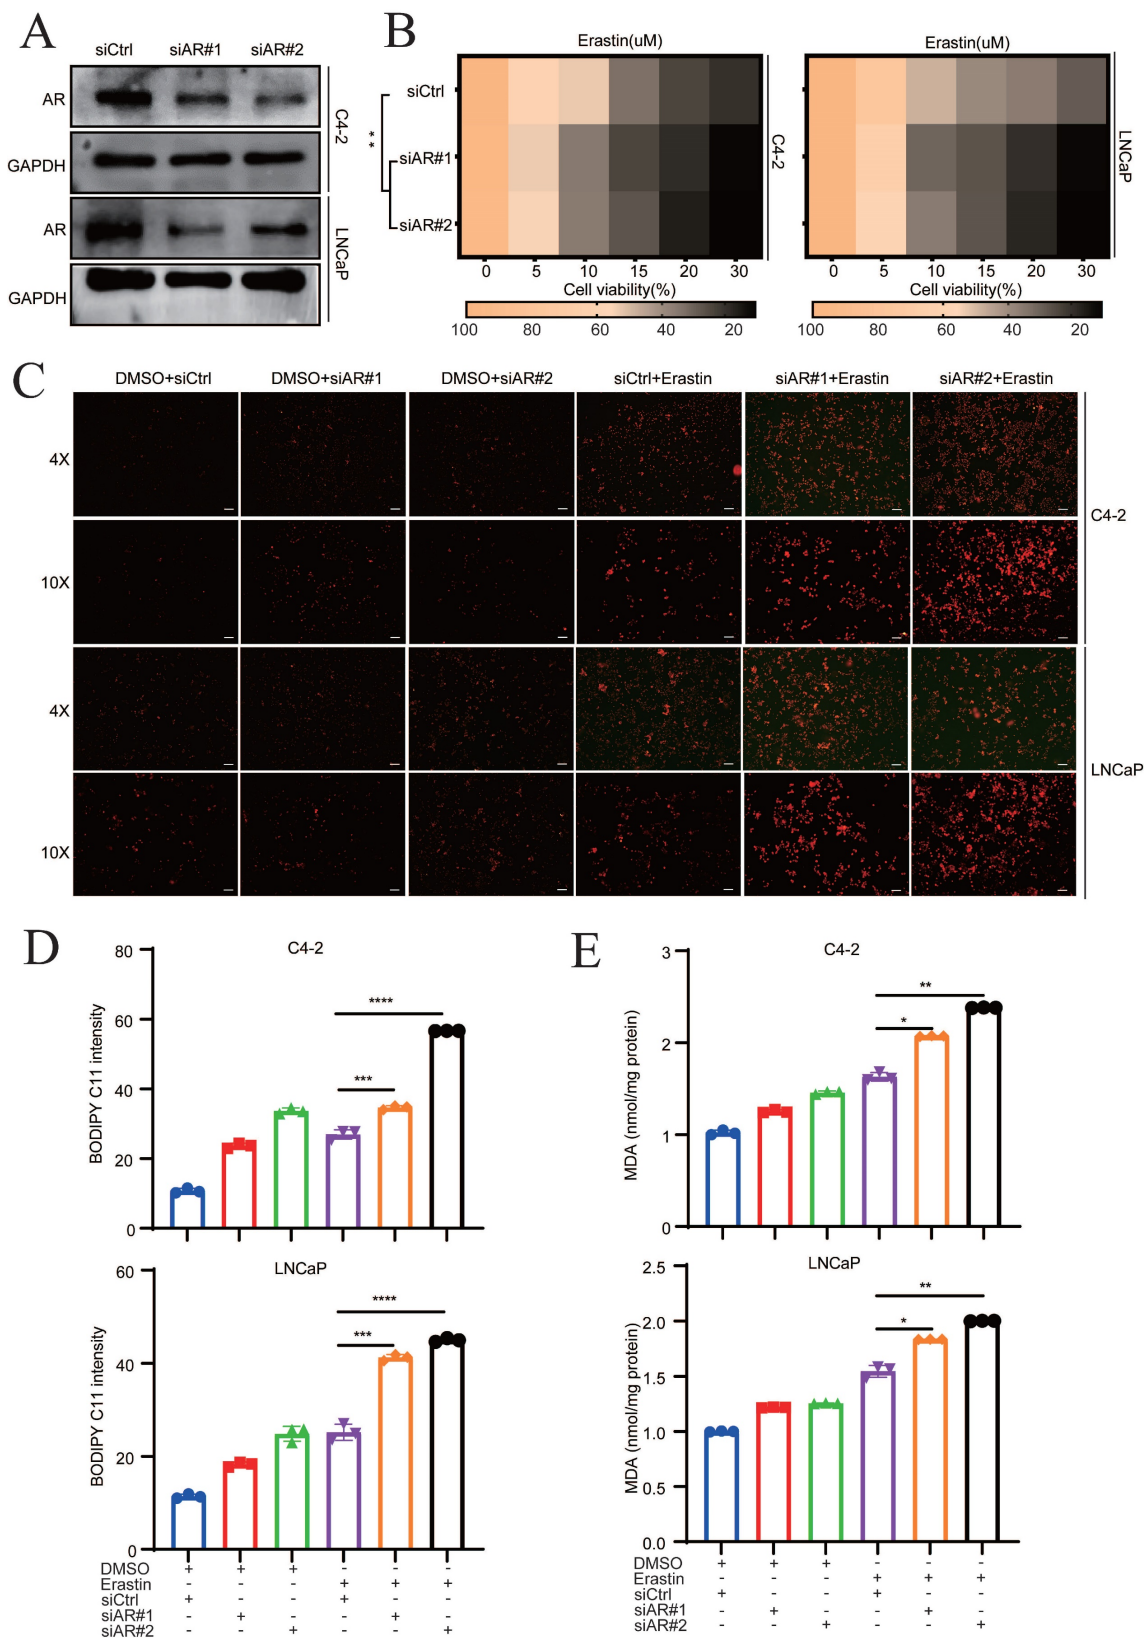 A
siCtrl siAR#1 siAR#2
AR
GAPDH
C4-2
AR
GAPDH
LNCaP
B
Erastin(uM)
siCtrl
siAR#1
siAR#2
**
C4-2
0 5 10 15 20 30
Cell viability(%)
100 80 60 40 20
Erastin(uM)
LNCaP
0 5 10 15 20 30
Cell viability(%)
100 80 60 40 20
C
DMSO+siCtrl DMSO+siAR#1 DMSO+siAR#2 siCtrl+Erastin siAR#1+Erastin siAR#2+Erastin
4X
10X
C4-2
4X
10X
LNCaP
D
C4-2
BODIPY C11 intensity
80
60
40
20
0
****
***
LNCaP
BODIPY C11 intensity
60
40
20
0
****
***
DMSO + + + - - -
Erastin - - - + + +
siCtrl + - - + - -
siAR#1 - + - - + -
siAR#2 - - + - - +
E
C4-2
MDA (nmol/mg protein)
3
2
1
0
**
*
LNCaP
MDA (nmol/mg protein)
2.5
2.0
1.5
1.0
0.5
0.0
**
*
DMSO + + + - - -
Erastin - - - + + +
siCtrl + - - + - -
siAR#1 - + - - + -
siAR#2 - - + - - +